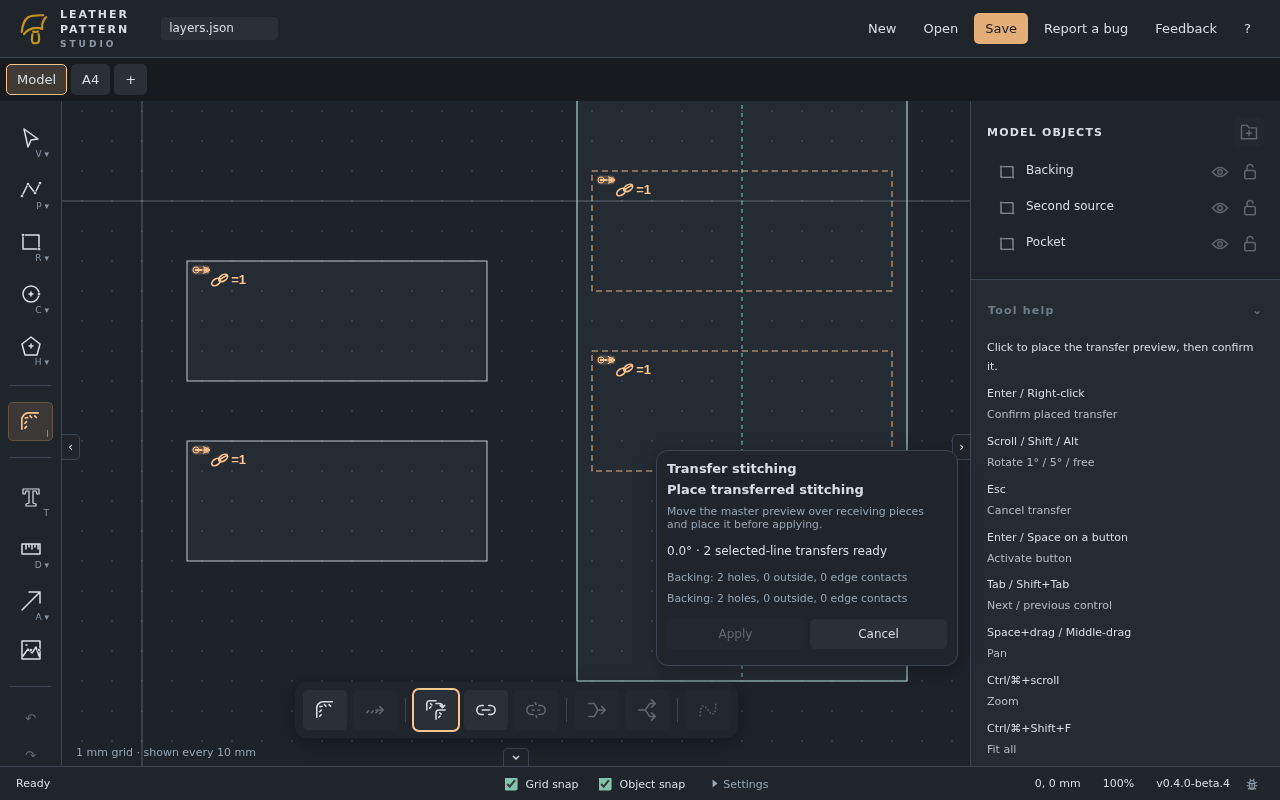 LEATHER
PATTERN
STUDIO
layers.json
New
Open
Save
Report a bug
Feedback
?
Model
A4
+
V
P
R
C
H
I
T
D
A
=1
=1
=1
=1
MODEL OBJECTS
Backing
Second source
Pocket
Tool help
Click to place the transfer preview, then confirm
it.
Enter / Right-click
Confirm placed transfer
Scroll / Shift / Alt
Rotate 1° / 5° / free
Esc
Cancel transfer
Enter / Space on a button
Activate button
Tab / Shift+Tab
Next / previous control
Space+drag / Middle-drag
Pan
Ctrl/⌘+scroll
Zoom
Ctrl/⌘+Shift+F
Fit all
Transfer stitching
Place transferred stitching
Move the master preview over receiving pieces
and place it before applying.
0.0° · 2 selected-line transfers ready
Backing: 2 holes, 0 outside, 0 edge contacts
Backing: 2 holes, 0 outside, 0 edge contacts
Apply
Cancel
1 mm grid · shown every 10 mm
Ready
Grid snap
Object snap
Settings
0, 0 mm
100%
v0.4.0-beta.4